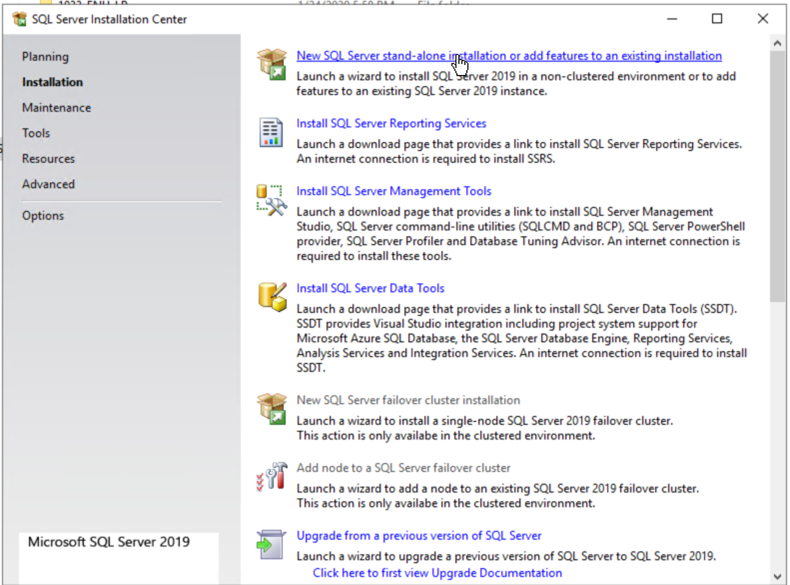 1033_ENU_LP
1/24/2020 5:50 PM
File folder
SQL Server Installation Center
Planning
Installation
Maintenance
Tools
Resources
Advanced
Options
Microsoft SQL Server 2019
New SQL Server stand-alone installation or add features to an existing installation
Launch a wizard to install SQL Server 2019 in a non-clustered environment or to add
features to an existing SQL Server 2019 instance.
Install SQL Server Reporting Services
Launch a download page that provides a link to install SQL Server Reporting Services.
An internet connection is required to install SSRS.
Install SQL Server Management Tools
Launch a download page that provides a link to install SQL Server Management
Studio, SQL Server command-line utilities (SQLCMD and BCP), SQL Server PowerShell
provider, SQL Server Profiler and Database Tuning Advisor. An internet connection is
required to install these tools.
Install SQL Server Data Tools
Launch a download page that provides a link to install SQL Server Data Tools (SSDT).
SSDT provides Visual Studio integration including project system support for
Microsoft Azure SQL Database, the SQL Server Database Engine, Reporting Services,
Analysis Services and Integration Services. An internet connection is required to install
SSDT.
New SQL Server failover cluster installation
Launch a wizard to install a single-node SQL Server 2019 failover cluster.
This action is only availabe in the clustered environment.
Add node to a SQL Server failover cluster
Launch a wizard to add a node to an existing SQL Server 2019 failover cluster.
This action is only availabe in the clustered environment.
Upgrade from a previous version of SQL Server
Launch a wizard to upgrade a previous version of SQL Server to SQL Server 2019.
Click here to first view Upgrade Documentation